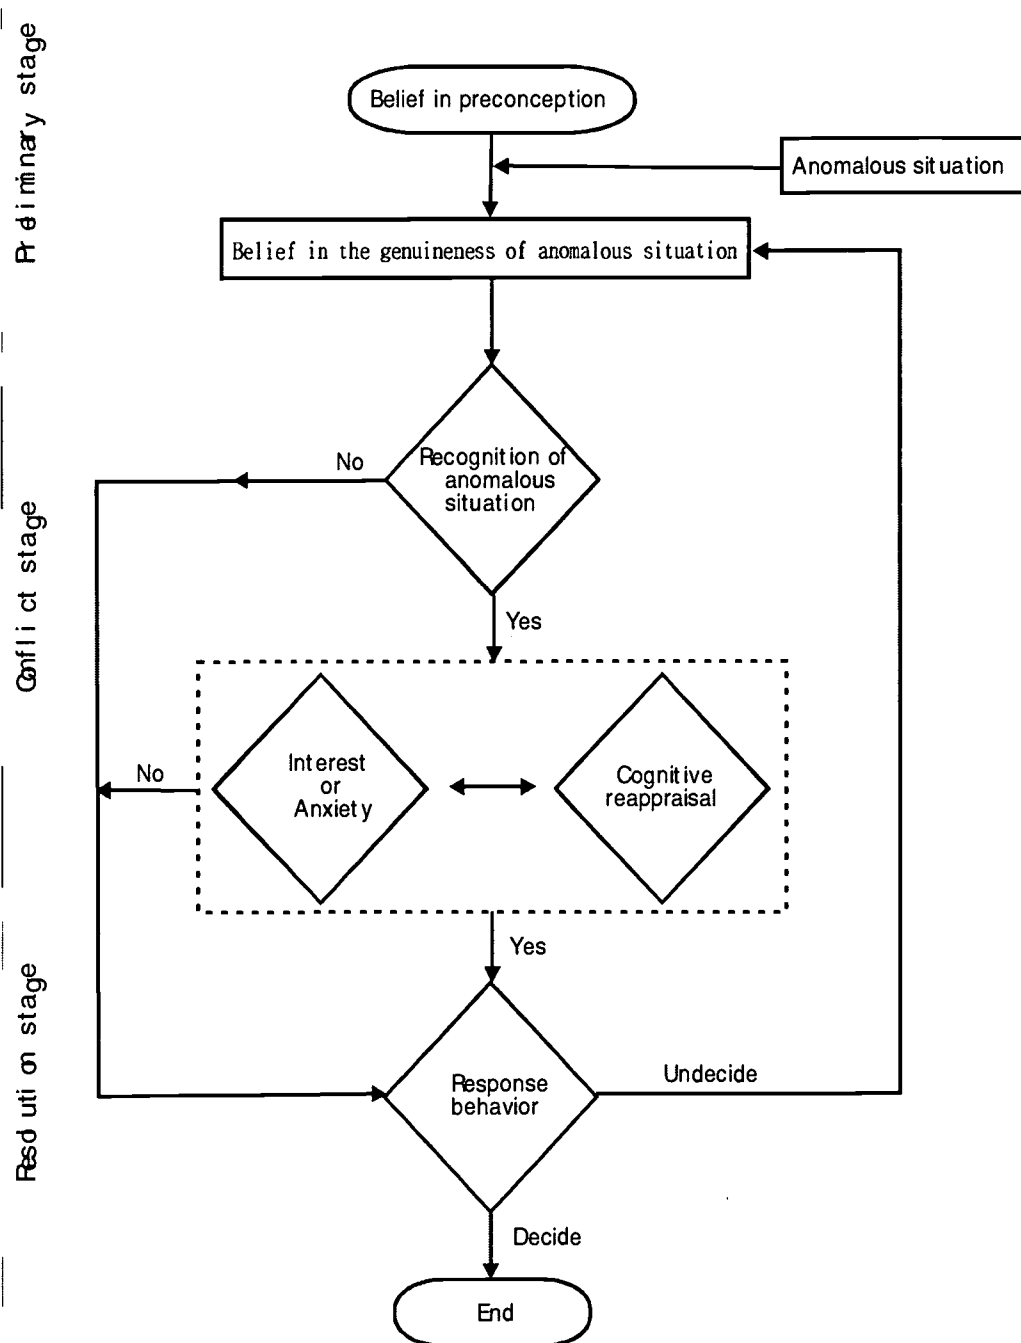 Preliminary stage
Belief in preconception
Anomalous situation
Belief in the genuineness of anomalous situation
Conflict stage
No
Recognition of
anomalous
situation
Yes
No
Interest
or
Anxiety
Cognitive
reappraisal
Yes
Resolution stage
Response
behavior
Undecide
Decide
End